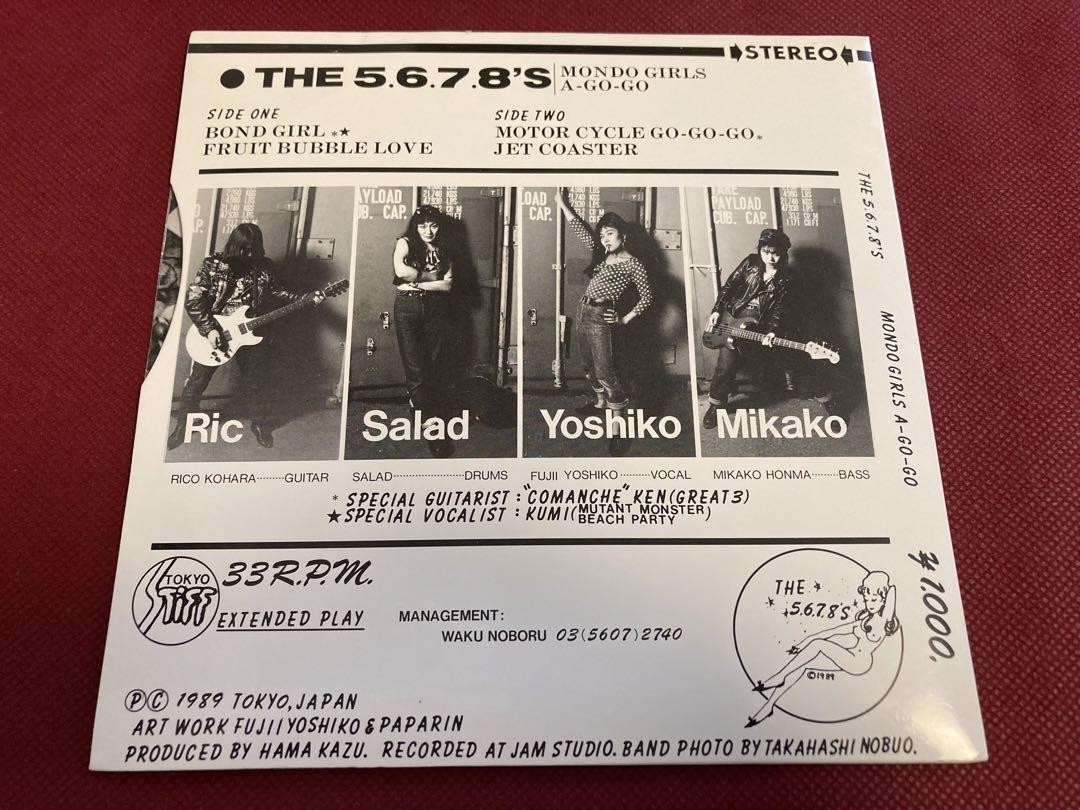 STEREO
● THE 5.6.7.8'S
MONDO GIRLS
A-GO-GO
SIDE ONE
BOND GIRL *★
FRUIT BUBBLE LOVE
SIDE TWO
MOTOR CYCLE GO-GO-GO*
JET COASTER
PAYLOAD
CUB. CAP.
Ric
Salad
Yoshiko
Mikako
RICO KOHARA·········GUITAR
SALAD·······················DRUMS
FUJII YOSHIKO··········VOCAL
MIKAKO HONMA·········BASS
* SPECIAL GUITARIST : "COMANCHE" KEN (GREAT3)
★ SPECIAL VOCALIST : KUMI (MUTANT MONSTER
BEACH PARTY)
TOKYO
STiFF
33 R.P.M.
EXTENDED PLAY
MANAGEMENT:
WAKU NOBORU 03(5607)2740
THE
5.6.7.8'S
©1989
Ⓟ Ⓒ 1989 TOKYO, JAPAN
ART WORK FUJII YOSHIKO & PAPARIN
PRODUCED BY HAMA KAZU. RECORDED AT JAM STUDIO. BAND PHOTO BY TAKAHASHI NOBUO.
THE 5.6.7.8'S MONDO GIRLS A-GO-GO
¥1.000.